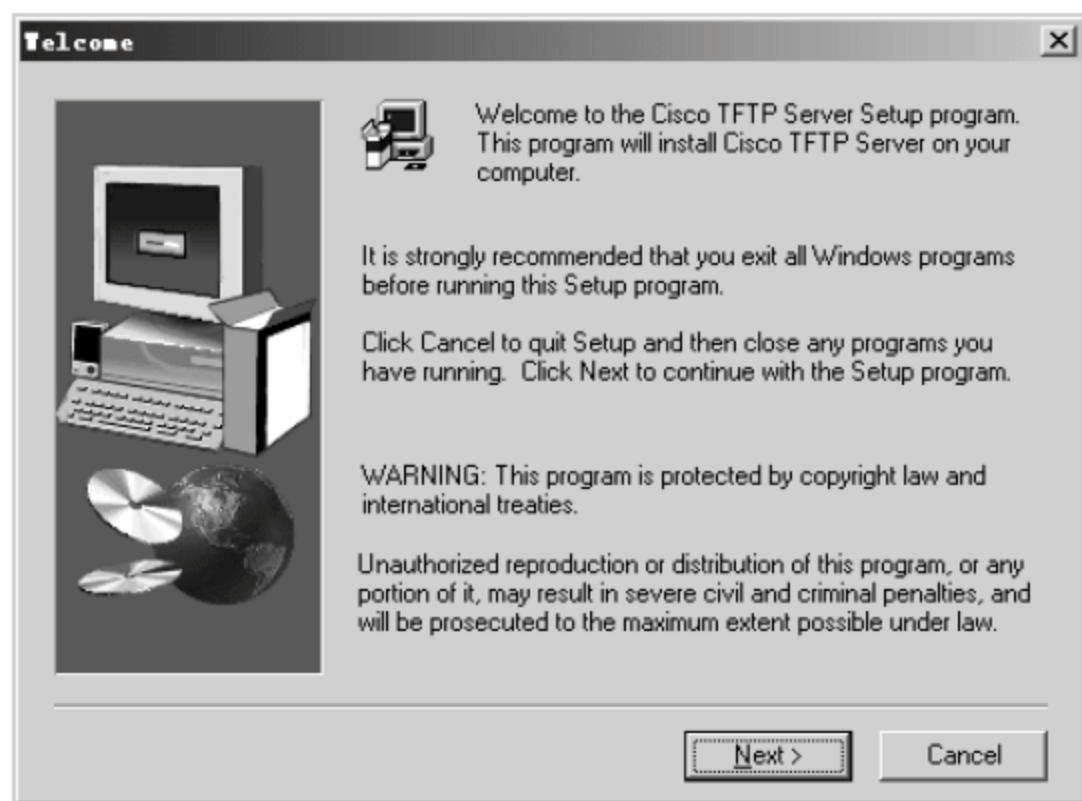 Welcome
Welcome to the Cisco TFTP Server Setup program.
This program will install Cisco TFTP Server on your
computer.
It is strongly recommended that you exit all Windows programs
before running this Setup program.
Click Cancel to quit Setup and then close any programs you
have running. Click Next to continue with the Setup program.
WARNING: This program is protected by copyright law and
international treaties.
Unauthorized reproduction or distribution of this program, or any
portion of it, may result in severe civil and criminal penalties, and
will be prosecuted to the maximum extent possible under law.
Next >
Cancel